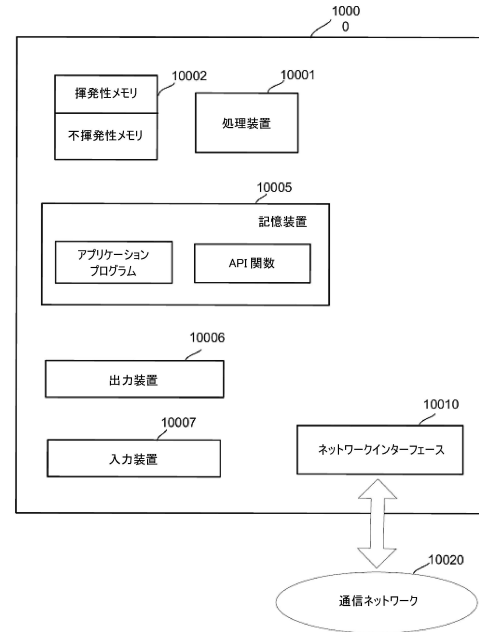 1000
0
10002
10001
揮発性メモリ
不揮発性メモリ
処理装置
10005
記憶装置
アプリケーション
プログラム
API 関数
10006
出力装置
10007
入力装置
10010
ネットワークインターフェース
10020
通信ネットワーク